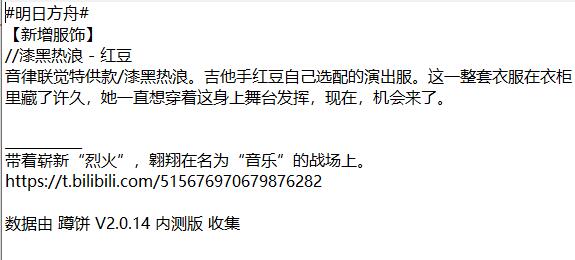 #明日方舟#
【新增服饰】
//漆黑热浪 - 红豆
音律联觉特供款/漆黑热浪。吉他手红豆自己选配的演出服。这一整套衣服在衣柜
里藏了许久，她一直想穿着这身上舞台发挥，现在，机会来了。
____________
带着崭新“烈火”，翱翔在名为“音乐”的战场上。
https://t.bilibili.com/515676970679876282
数据由 蹲饼 V2.0.14 内测版 收集